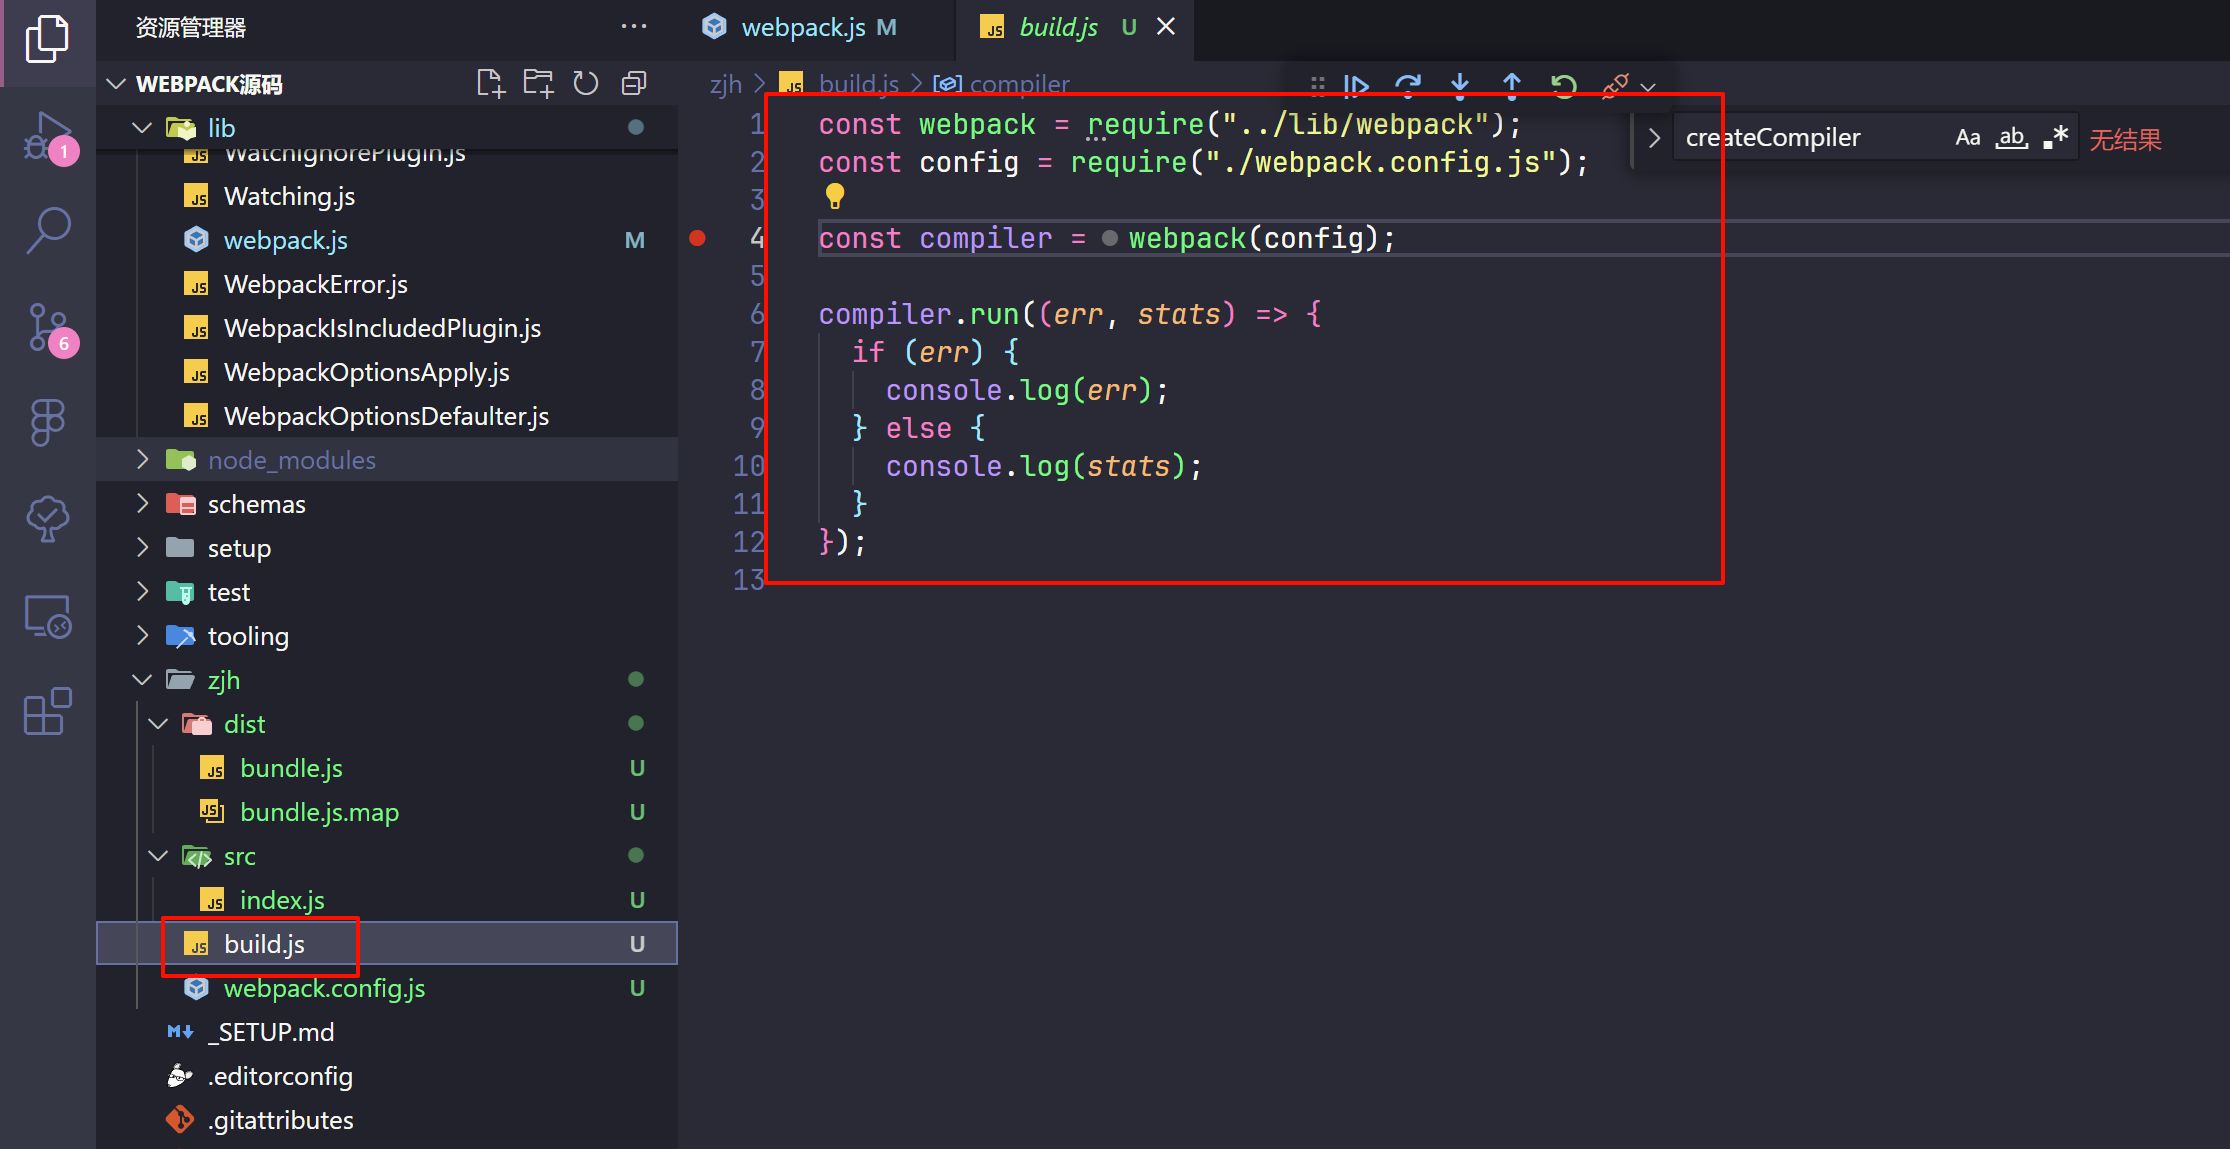 资源管理器
WEBPACK源码
lib
WatchIgnorePlugin.js
Watching.js
webpack.js M
WebpackError.js
WebpackIsIncludedPlugin.js
WebpackOptionsApply.js
WebpackOptionsDefaulter.js
node_modules
schemas
setup
test
tooling
zjh
dist
bundle.js U
bundle.js.map U
src
index.js U
build.js U
webpack.config.js U
_SETUP.md
.editorconfig
.gitattributes
1
6
webpack.js M
build.js U
zjh > build.js > compiler
createCompiler Aa ab .* 无结果
1 const webpack = require("../lib/webpack");
2 const config = require("./webpack.config.js");
3
4 const compiler = webpack(config);
5
6 compiler.run((err, stats) => {
7 if (err) {
8 console.log(err);
9 } else {
10 console.log(stats);
11 }
12 });
13